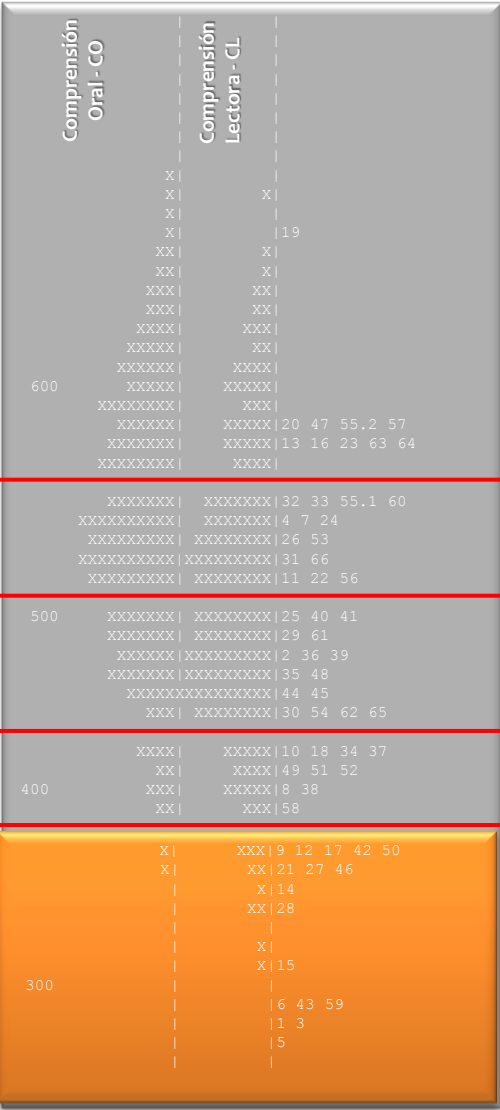 Comprensión
Oral - CO
Comprensión
Lectora - CL
| |
| |
| |
| |
| |
| |
| |
| |
X| |
X| X|
X| |
X| |19
XX| X|
XX| X|
XXX| XX|
XXX| XX|
XXXX| XXX|
XXXXX| XX|
XXXXXX| XXXX|
600 XXXXX| XXXXX|
XXXXXXXX| XXX|
XXXXXX| XXXXX|20 47 55.2 57
XXXXXXX| XXXXX|13 16 23 63 64
XXXXXXXX| XXXX|
XXXXXXX| XXXXXXX|32 33 55.1 60
XXXXXXXXXX| XXXXXXX|4 7 24
XXXXXXXXX| XXXXXXXX|26 53
XXXXXXXXXX|XXXXXXXXX|31 66
XXXXXXXXX| XXXXXXXX|11 22 56
500 XXXXXXX| XXXXXXXX|25 40 41
XXXXXXX| XXXXXXXX|29 61
XXXXXX|XXXXXXXXX|2 36 39
XXXXXXX|XXXXXXXXX|35 48
XXXXXXXXXXXXXXX|44 45
XXX| XXXXXXXX|30 54 62 65
XXXX| XXXXX|10 18 34 37
XX| XXXX|49 51 52
400 XXX| XXXXX|8 38
XX| XXX|58
X| XXX|9 12 17 42 50
X| XX|21 27 46
| X|14
| XX|28
| |
| X|
| X|15
300 | |
| |6 43 59
| |1 3
| |5
| |